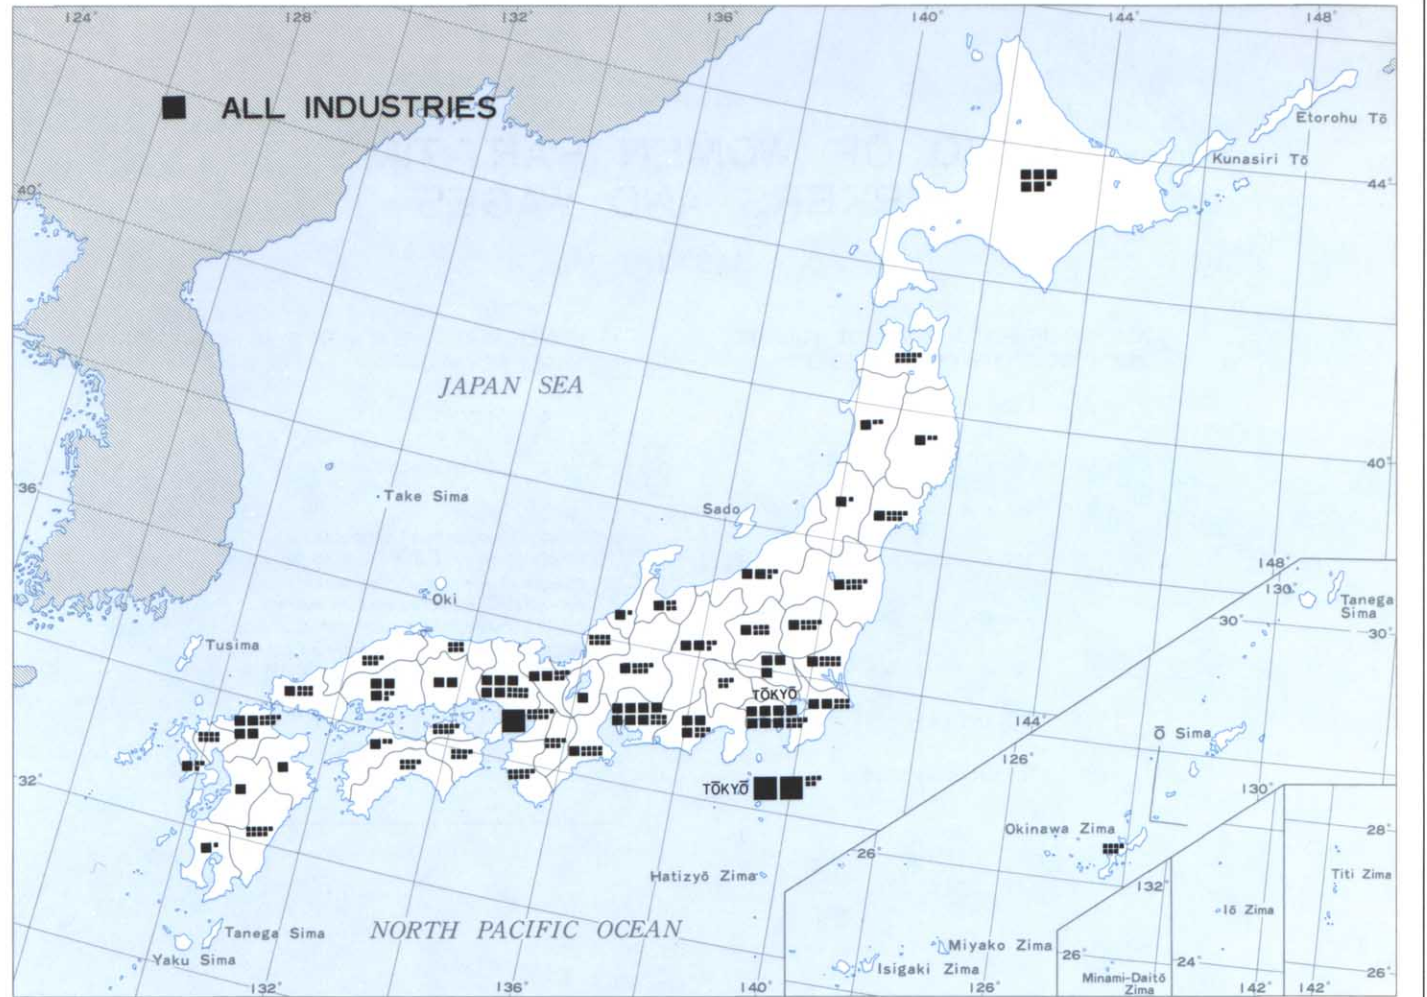 124°
128°
132°
136°
140°
144°
148°
■ ALL INDUSTRIES
Etorohu Tō
Kunasiri Tō
44°
40°
JAPAN SEA
40°
36°
Take Sima
Sado
Oki
148°
130°
Tanega
Sima
30°
30°
Tusima
TŌKYŌ
144°
Ō Sima
126°
32°
TŌKYŌ
130°
Okinawa Zima
28°
26°
Hatizyō Zima
132°
Titi Zima
Iō Zima
Tanega Sima
NORTH PACIFIC OCEAN
Miyako Zima
Yaku Sima
Isigaki Zima
26°
24°
26°
Minami-Daitō
Zima
132°
136°
140°
126°
142°
142°